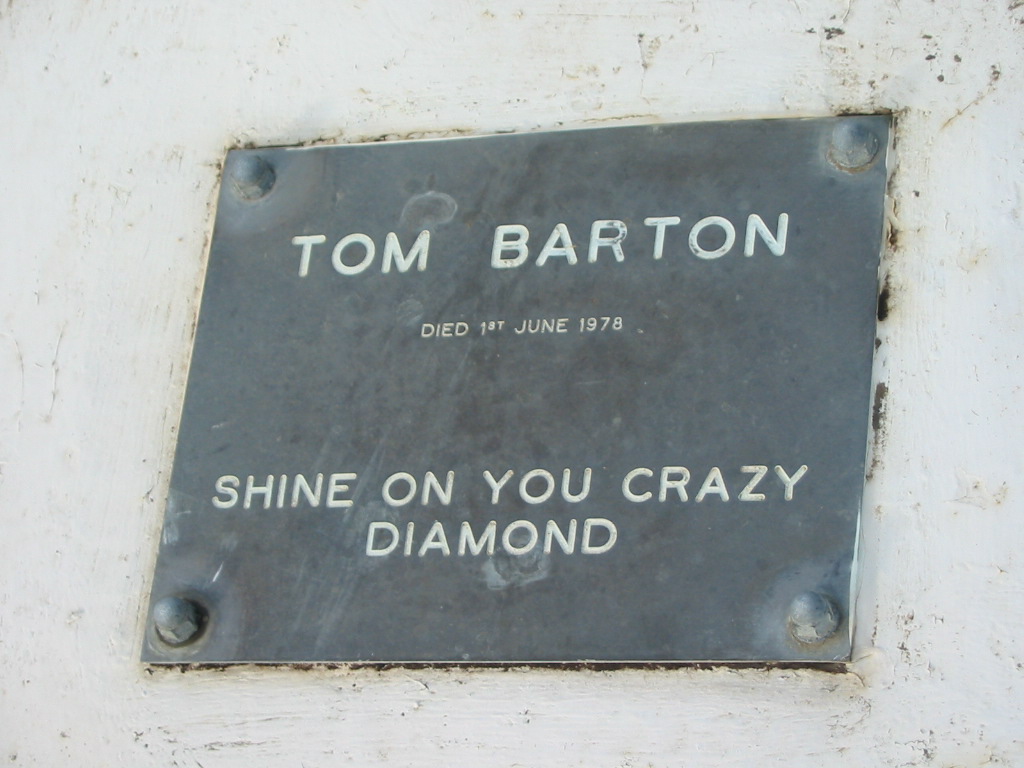 TOM BARTON
DIED 1ST JUNE 1978
SHINE ON YOU CRAZY
DIAMOND